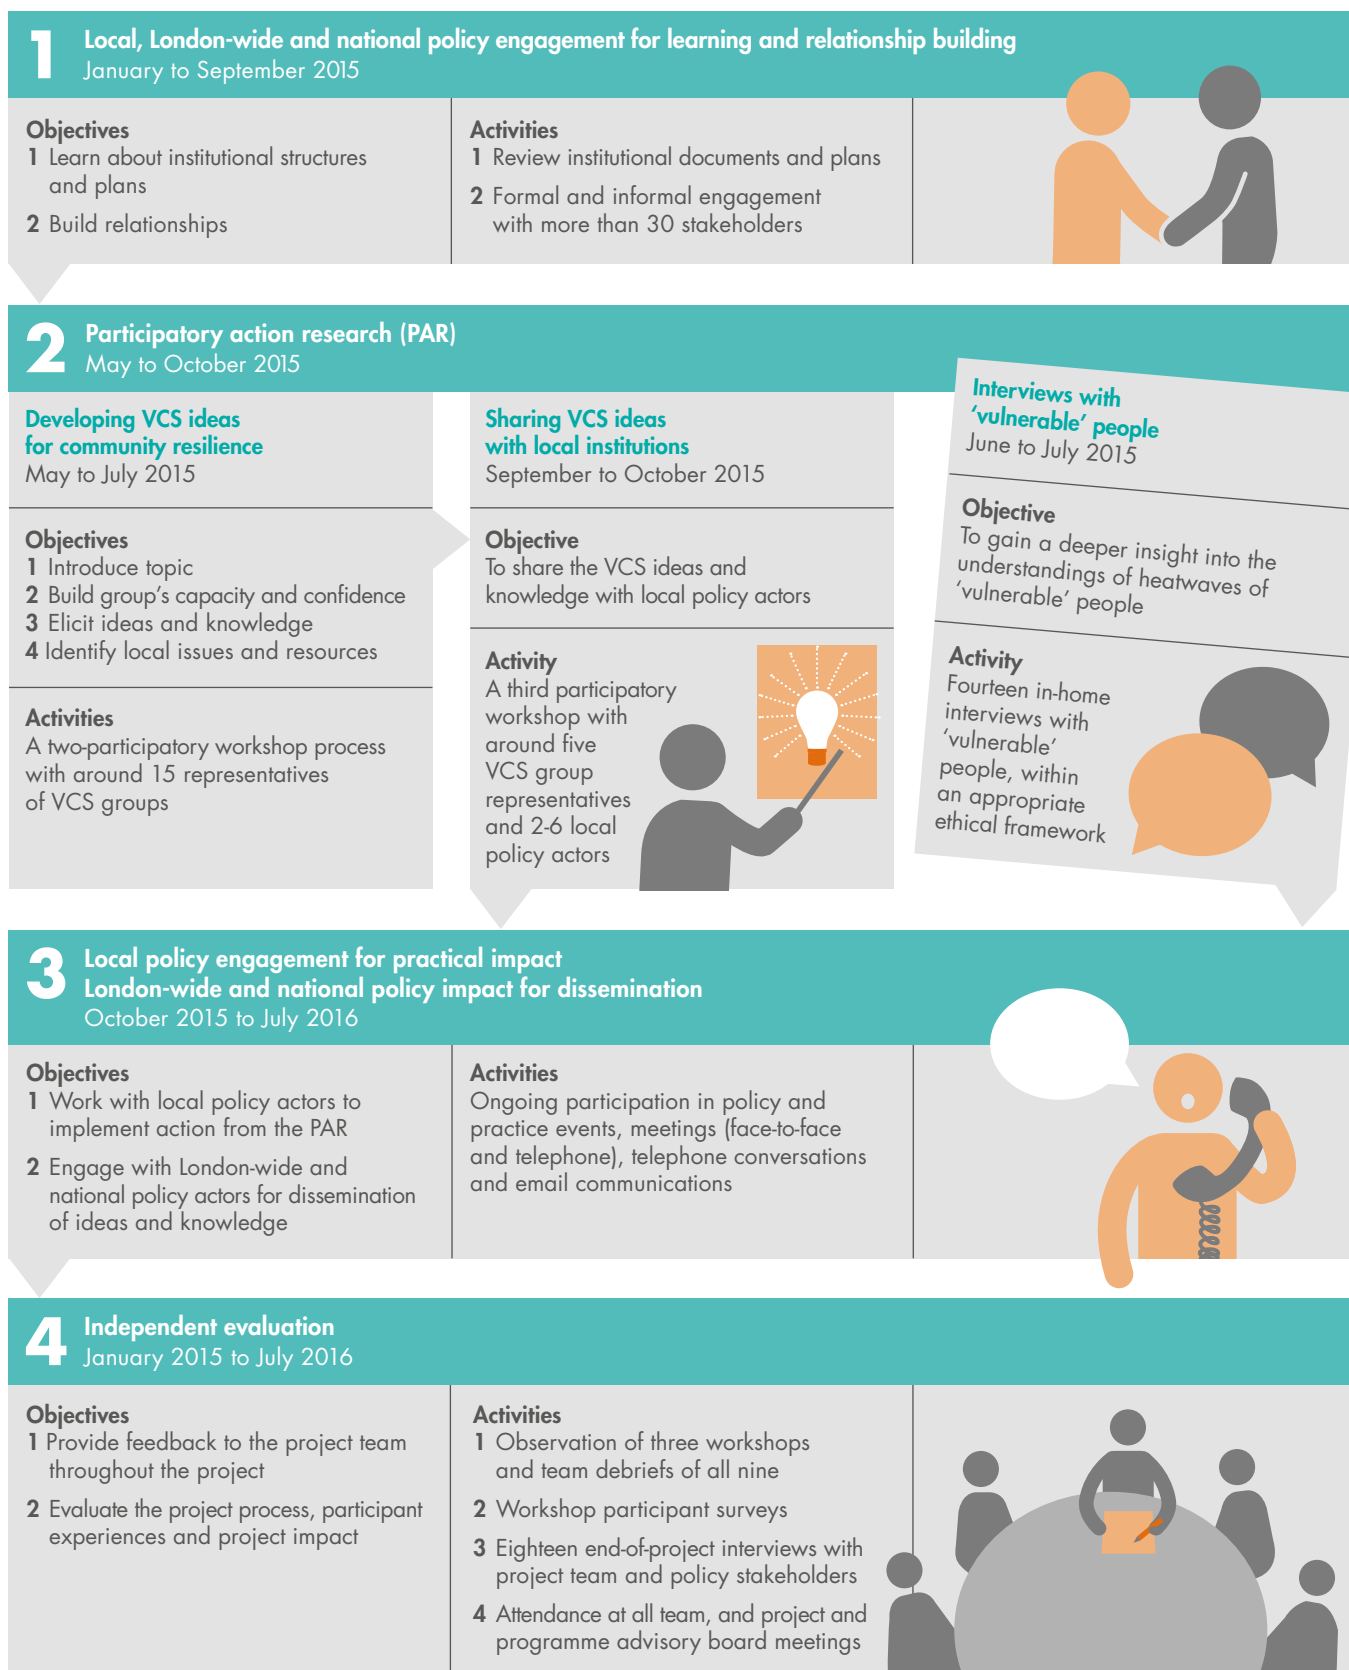 1
Local, London-wide and national policy engagement for learning and relationship building
January to September 2015
Objectives
1 Learn about institutional structures
and plans
2 Build relationships
Activities
1 Review institutional documents and plans
2 Formal and informal engagement
with more than 30 stakeholders
2
Participatory action research (PAR)
May to October 2015
Developing VCS ideas
for community resilience
May to July 2015
Objectives
1 Introduce topic
2 Build group's capacity and confidence
3 Elicit ideas and knowledge
4 Identify local issues and resources
Activities
A two-participatory workshop process
with around 15 representatives
of VCS groups
Sharing VCS ideas
with local institutions
September to October 2015
Objective
To share the VCS ideas and
knowledge with local policy actors
Activity
A third participatory
workshop with
around five
VCS group
representatives
and 2-6 local
policy actors
Interviews with
‘vulnerable’ people
June to July 2015
Objective
To gain a deeper insight into the
understandings of heatwaves of
‘vulnerable’ people
Activity
Fourteen in-home
interviews with
‘vulnerable’
people, within
an appropriate
ethical framework
3
Local policy engagement for practical impact
London-wide and national policy impact for dissemination
October 2015 to July 2016
Objectives
1 Work with local policy actors to
implement action from the PAR
2 Engage with London-wide and
national policy actors for dissemination
of ideas and knowledge
Activities
Ongoing participation in policy and
practice events, meetings (face-to-face
and telephone), telephone conversations
and email communications
4
Independent evaluation
January 2015 to July 2016
Objectives
1 Provide feedback to the project team
throughout the project
2 Evaluate the project process, participant
experiences and project impact
Activities
1 Observation of three workshops
and team debriefs of all nine
2 Workshop participant surveys
3 Eighteen end-of-project interviews with
project team and policy stakeholders
4 Attendance at all team, and project and
programme advisory board meetings